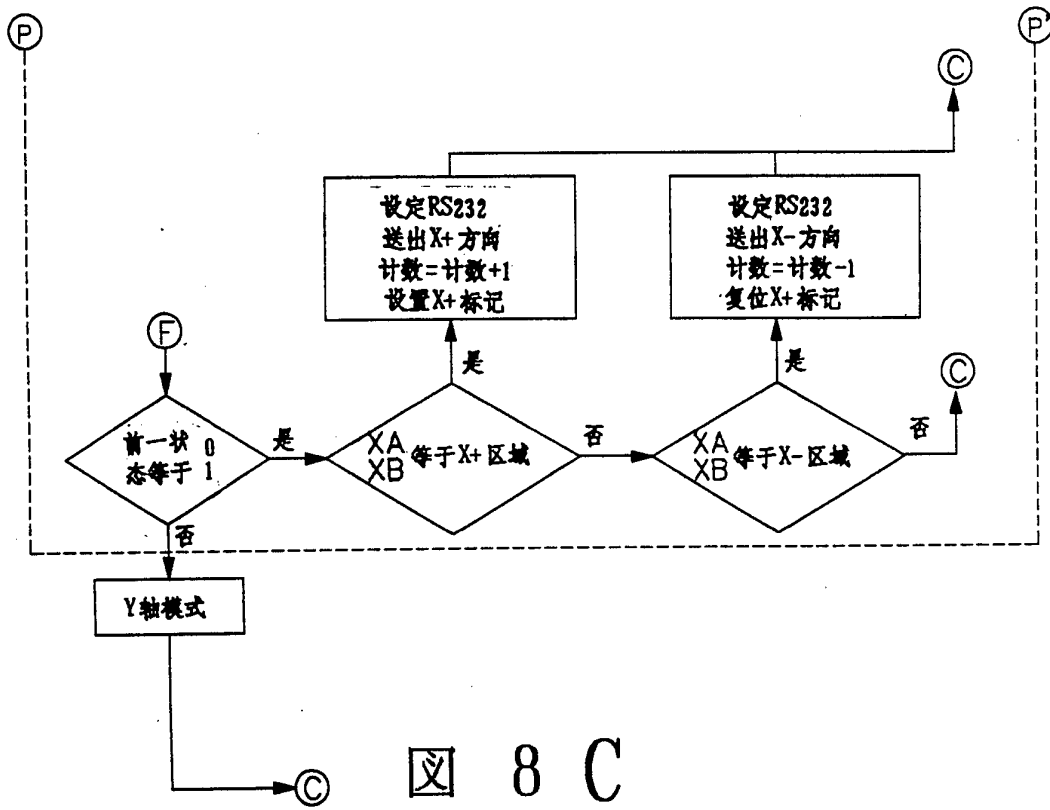 P
P'
C
设定RS232
送出X+方向
计数=计数+1
设置X+标记
设定RS232
送出X-方向
计数=计数-1
复位X+标记
F
是
是
C
前一状 0
态等于 1
是
XA
XB
等于X+区域
否
XA
XB
等于X-区域
否
否
Y轴模式
C
図 8 C